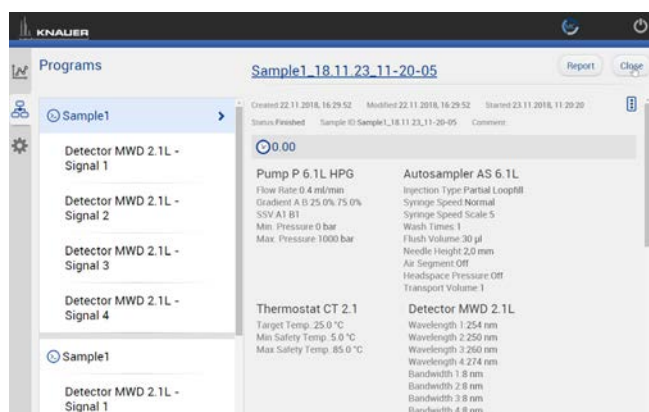 KNAUER
Programs
Sample1_18.11.23_11-20-05
Report
Close
Sample1
Detector MWD 2.1L -
Signal 1
Detector MWD 2.1L -
Signal 2
Detector MWD 2.1L -
Signal 3
Detector MWD 2.1L -
Signal 4
Sample1
Detector MWD 2.1L -
Signal 1
Created:22.11.2018, 16:29:52 Modified:22.11.2018, 16:29:52 Started:23.11.2018, 11:20:20
Status:Finished Sample ID:Sample1_18.11.23_11-20-05 Comment:
0.00
Pump P 6.1L HPG
Flow Rate:0.4 ml/min
Gradient A B:25.0% 75.0%
SSV:A1 B1
Min. Pressure:0 bar
Max. Pressure:1000 bar
Autosampler AS 6.1L
Injection Type:Partial Loopfill
Syringe Speed:Normal
Syringe Speed Scale:5
Wash Times:1
Flush Volume:30 µl
Needle Height:2,0 mm
Air Segment:Off
Headspace Pressure:Off
Transport Volume:1
Thermostat CT 2.1
Target Temp.:25.0 °C
Min Safety Temp.:5.0 °C
Max Safety Temp.:85.0 °C
Detector MWD 2.1L
Wavelength 1:254 nm
Wavelength 2:250 nm
Wavelength 3:260 nm
Wavelength 4:274 nm
Bandwidth 1:8 nm
Bandwidth 2:8 nm
Bandwidth 3:8 nm
Bandwidth 4:8 nm